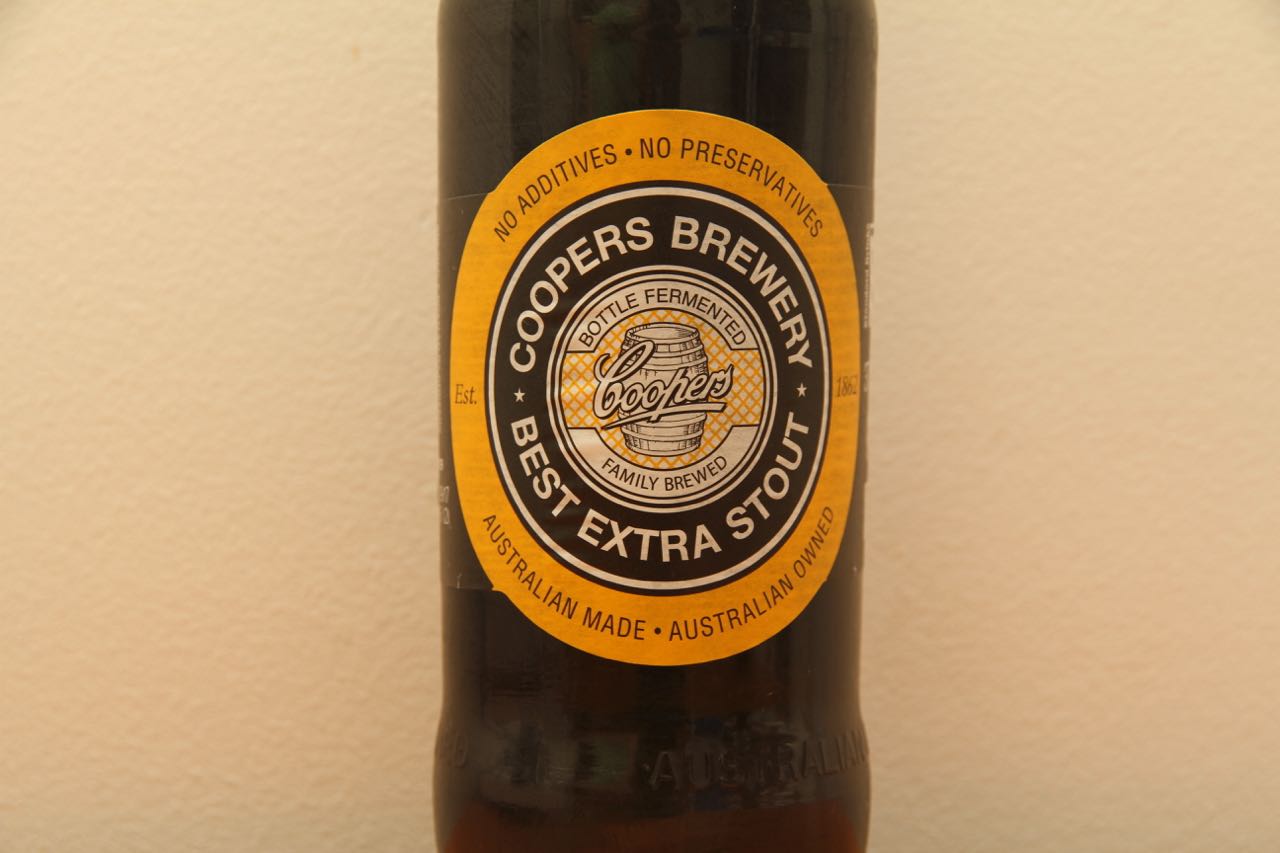 NO ADDITIVES • NO PRESERVATIVES
COOPERS BREWERY
BOTTLE FERMENTED
Coopers
Est. 1862
FAMILY BREWED
BEST EXTRA STOUT
AUSTRALIAN MADE • AUSTRALIAN OWNED
AUSTRALIAN